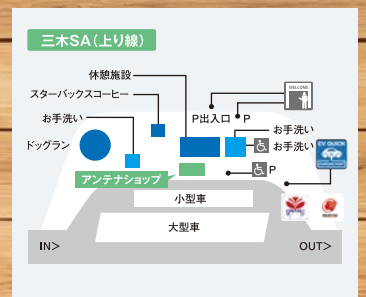 三木SA(上り線)
休憩施設
スターバックスコーヒー
WELCOME
P出入口 P
お手洗い
お手洗い
ドッグラン
お手洗い
EV QUICK
アンテナショップ
P
小型車
大型車
IN>
OUT>